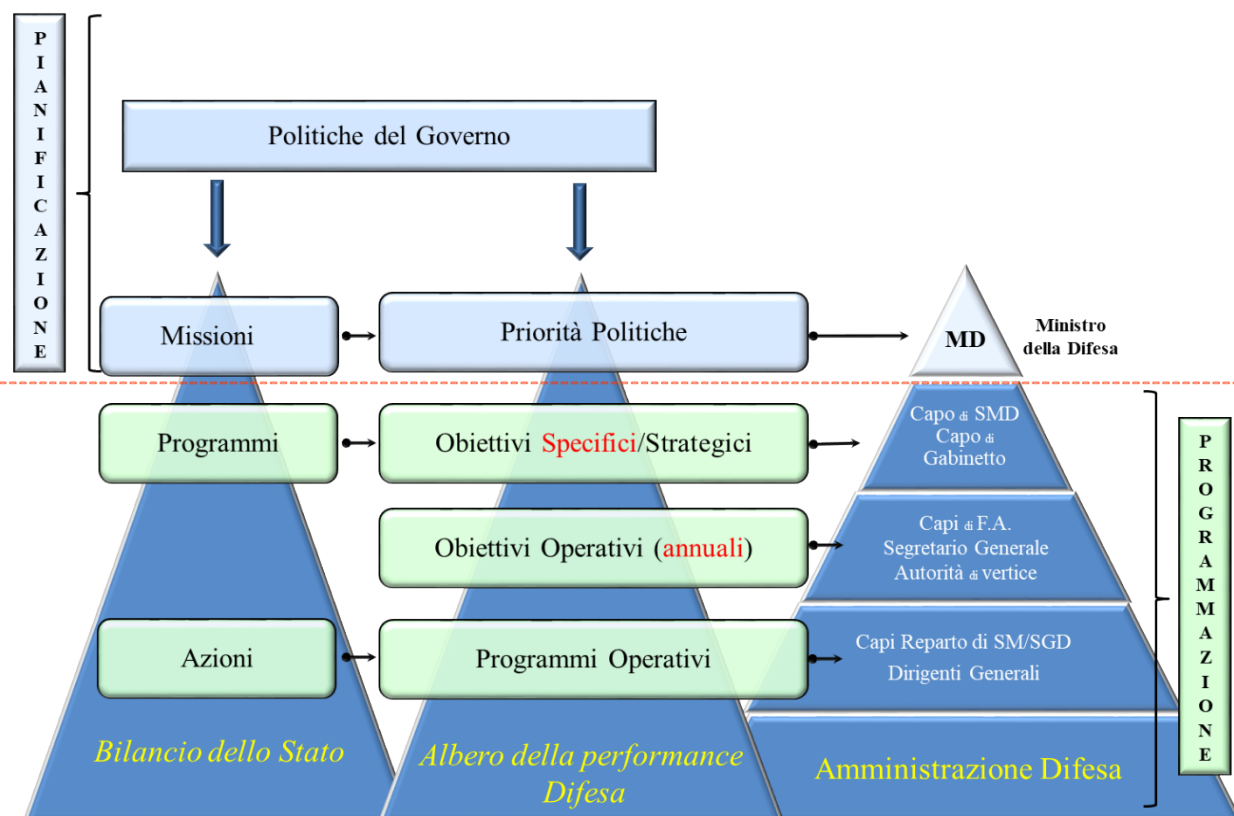 PIANIFICAZIONE
Politiche del Governo
Missioni
Priorità Politiche
MD
Ministro
della Difesa
Programmi
Obiettivi Specifici/Strategici
Capo di SMD
Capo di
Gabinetto
Obiettivi Operativi (annuali)
Capi di F.A.
Segretario Generale
Autorità di vertice
Azioni
Programmi Operativi
Capi Reparto di SM/SGD
Dirigenti Generali
PROGRAMMAZIONE
Bilancio dello Stato
Albero della performance
Difesa
Amministrazione Difesa